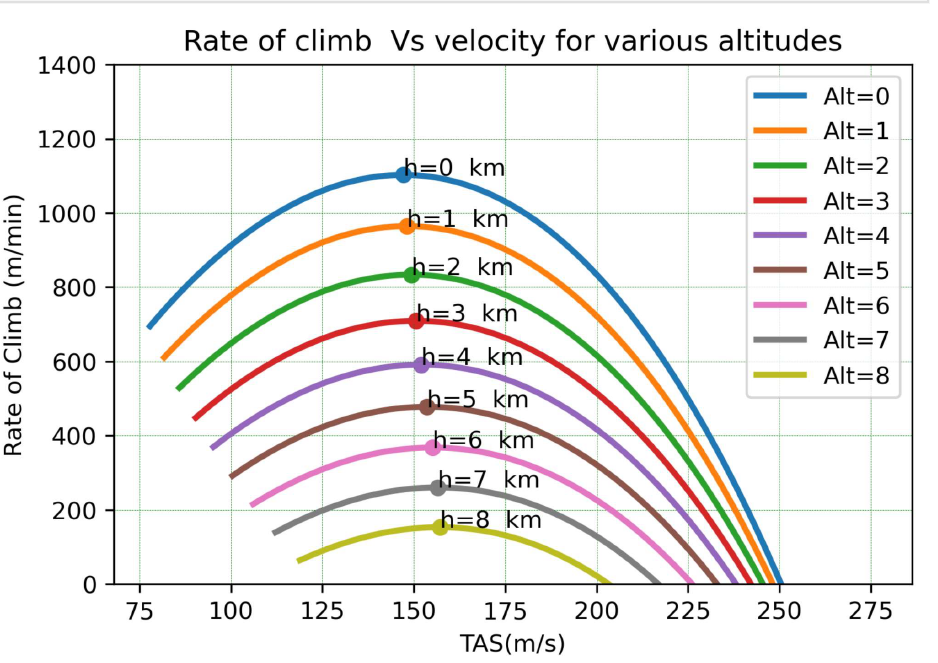 Rate of climb  Vs velocity for various altitudes
1400
1200
1000
800
600
400
200
0
Rate of Climb (m/min)
h=0  km
h=1  km
h=2  km
h=3  km
h=4  km
h=5  km
h=6  km
h=7  km
h=8  km
Alt=0
Alt=1
Alt=2
Alt=3
Alt=4
Alt=5
Alt=6
Alt=7
Alt=8
75 100 125 150 175 200 225 250 275
TAS(m/s)